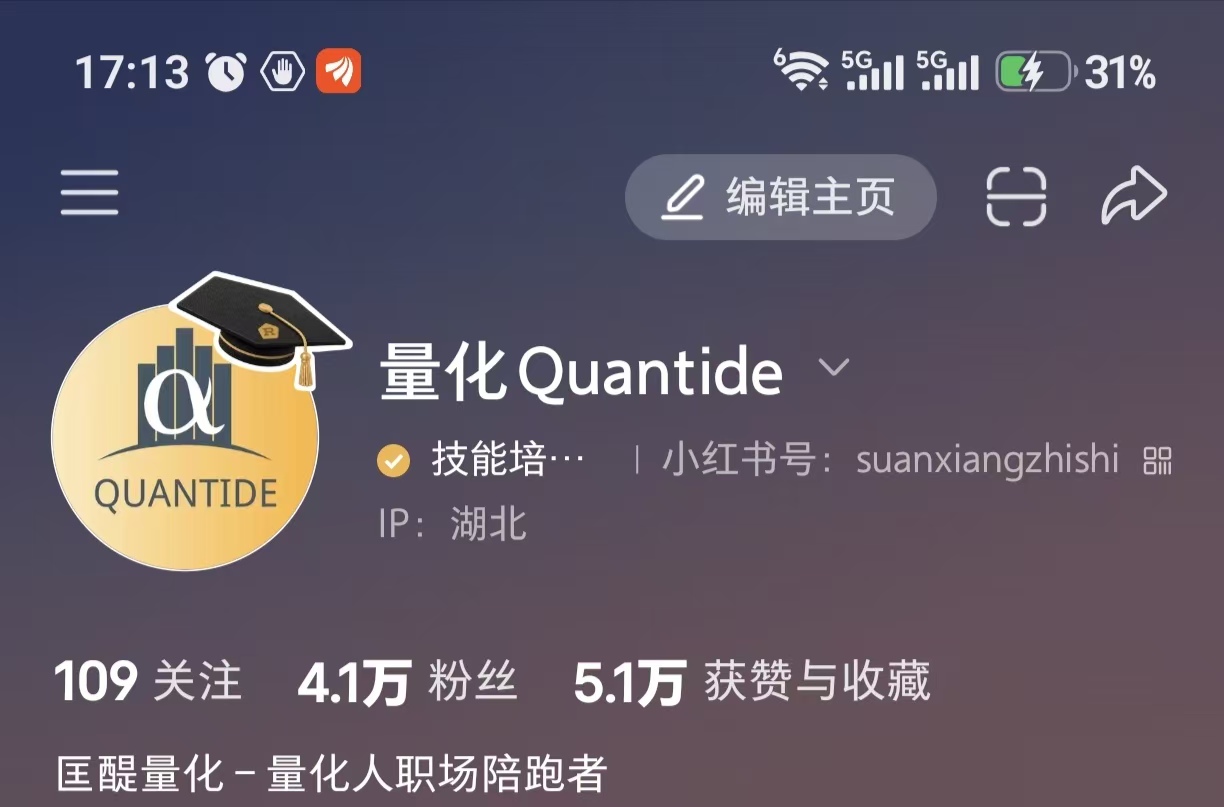 17:13 6 5G 5G 31%
编辑主页
R
α
QUANTIDE
量化Quantide
技能培… | 小红书号：suanxiangzhishi
IP：湖北
109 关注 4.1万 粉丝 5.1万 获赞与收藏
匡醍量化－量化人职场陪跑者